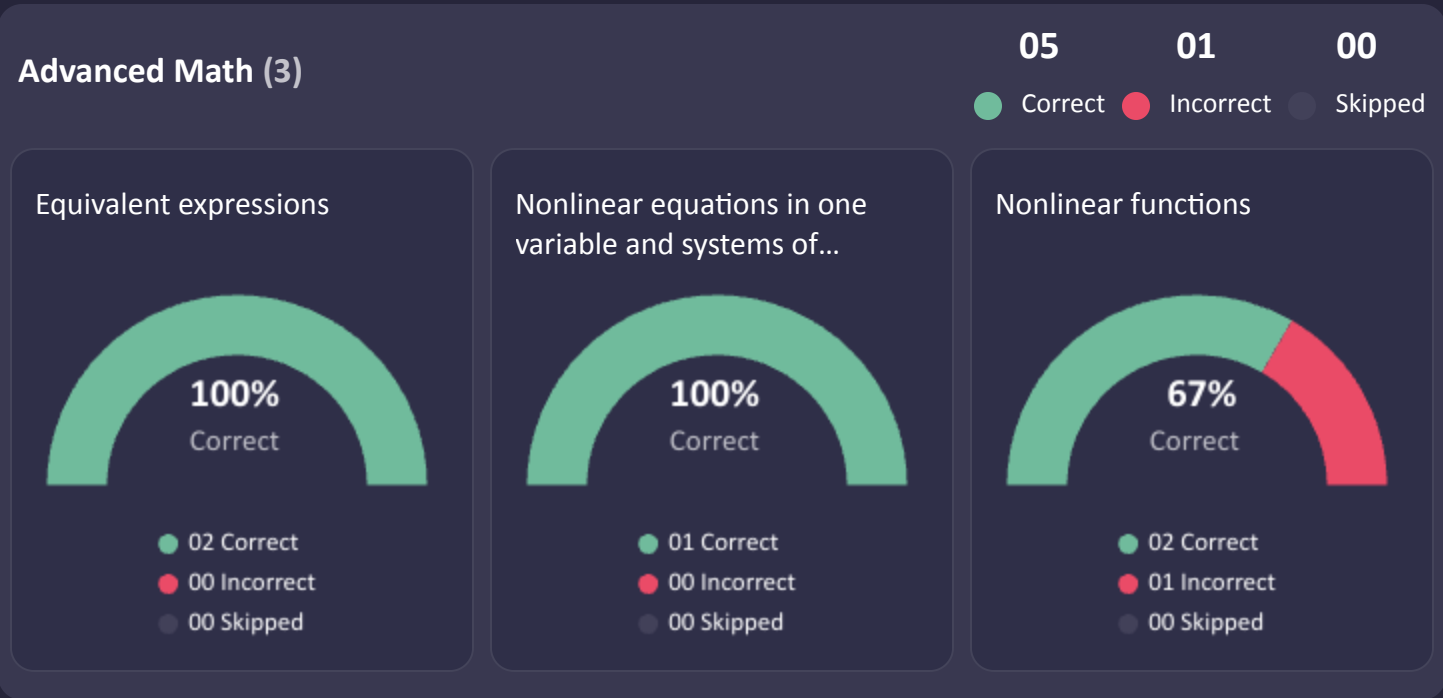 Advanced Math (3)
05 01 00
Correct Incorrect Skipped
Equivalent expressions
100%
Correct
02 Correct
00 Incorrect
00 Skipped
Nonlinear equations in one
variable and systems of...
100%
Correct
01 Correct
00 Incorrect
00 Skipped
Nonlinear functions
67%
Correct
02 Correct
01 Incorrect
00 Skipped